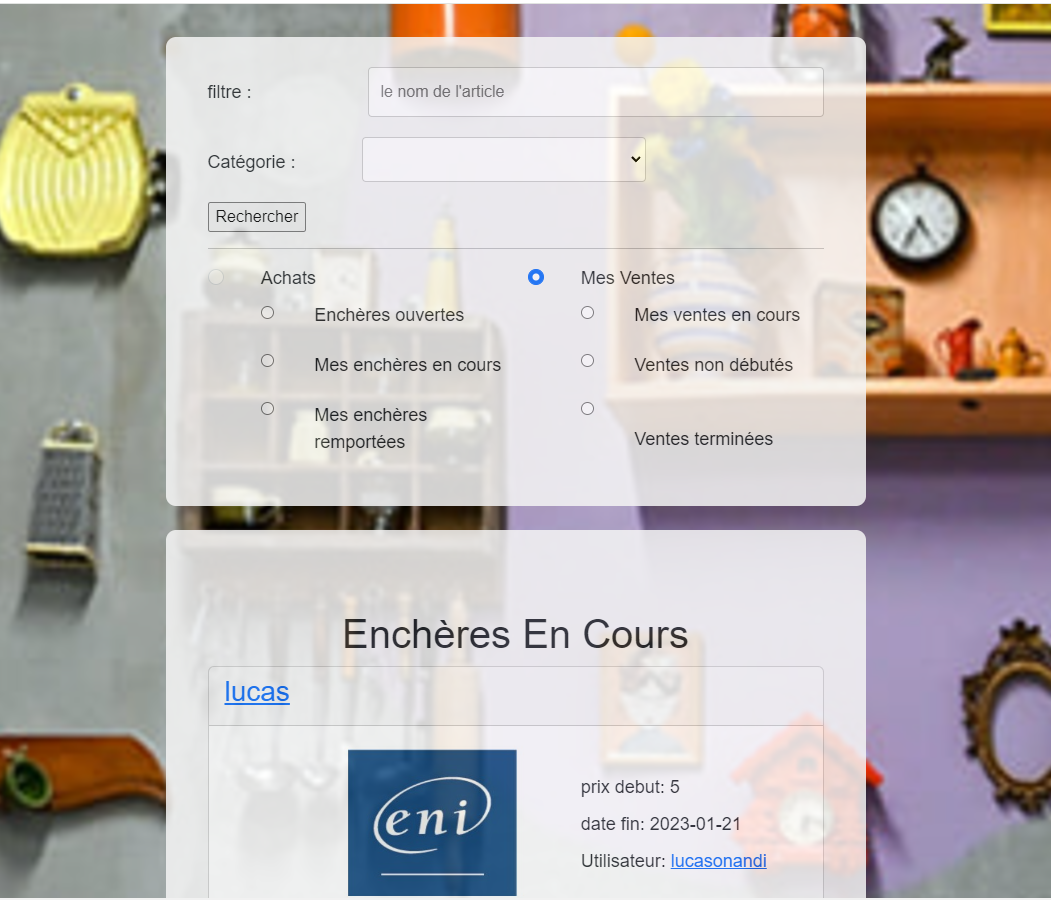 filtre :
le nom de l'article
Catégorie :
Rechercher
Achats
Mes Ventes
Enchères ouvertes
Mes ventes en cours
Mes enchères en cours
Ventes non débutés
Mes enchères
remportées
Ventes terminées
Enchères En Cours
lucas
eni
prix debut: 5
date fin: 2023-01-21
Utilisateur: lucasonandi